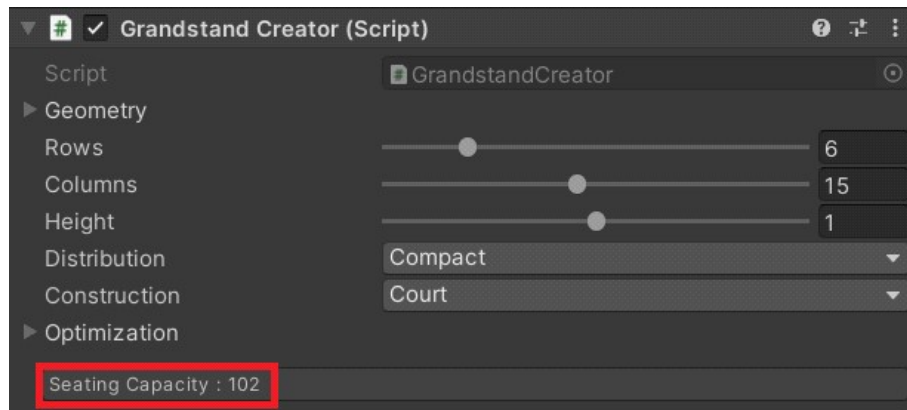 Grandstand Creator (Script)
Script GrandstandCreator
Geometry
Rows 6
Columns 15
Height 1
Distribution Compact
Construction Court
Optimization
Seating Capacity : 102